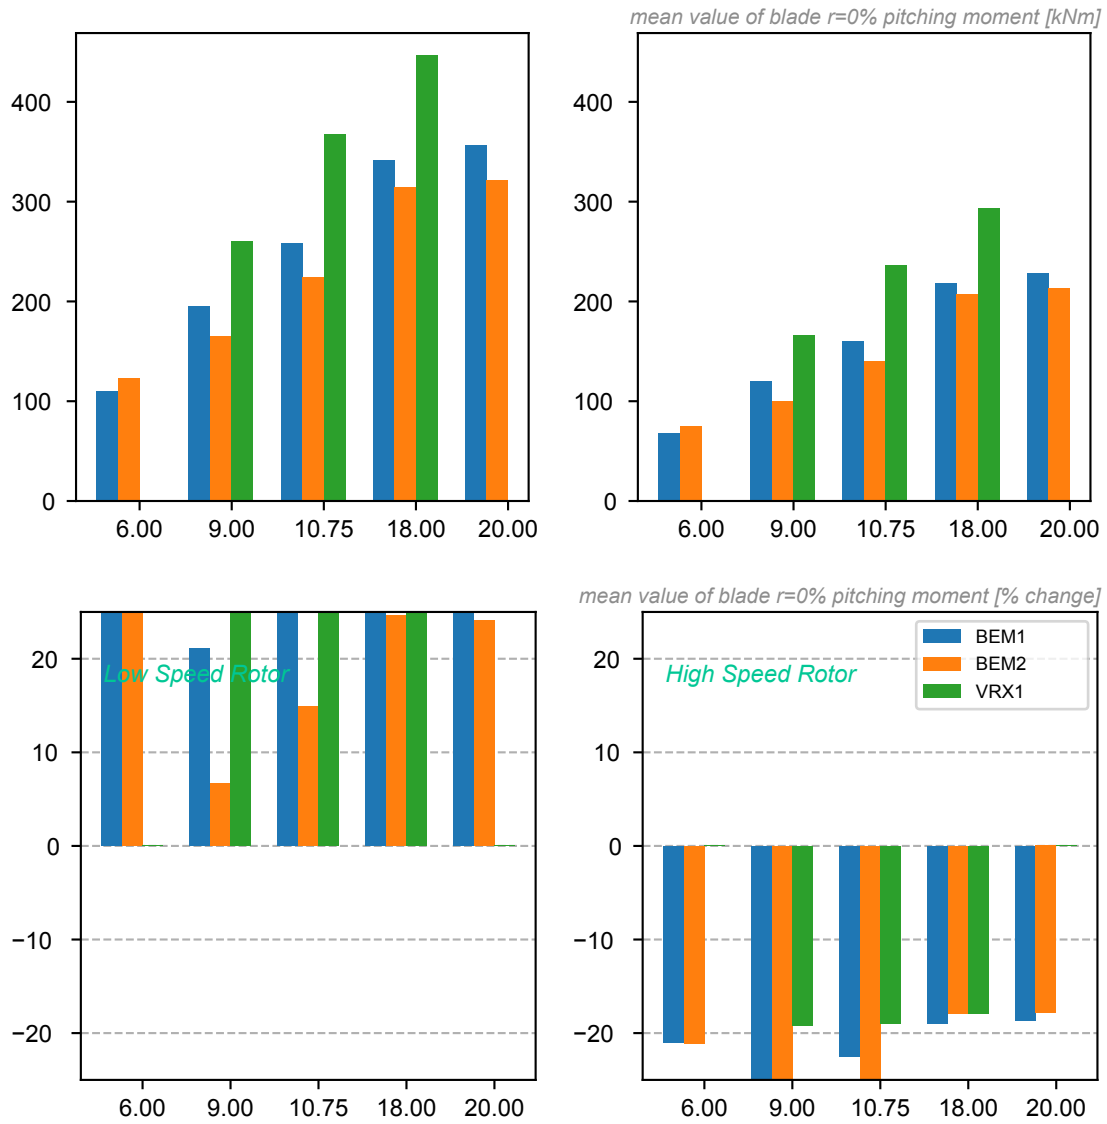 mean value of blade r=0% pitching moment [kNm]
400
300
200
100
0
6.00 9.00 10.75 18.00 20.00
400
300
200
100
0
6.00 9.00 10.75 18.00 20.00
mean value of blade r=0% pitching moment [% change]
20
10
0
−10
−20
Low Speed Rotor
6.00 9.00 10.75 18.00 20.00
20
10
0
−10
−20
High Speed Rotor
BEM1
BEM2
VRX1
6.00 9.00 10.75 18.00 20.00